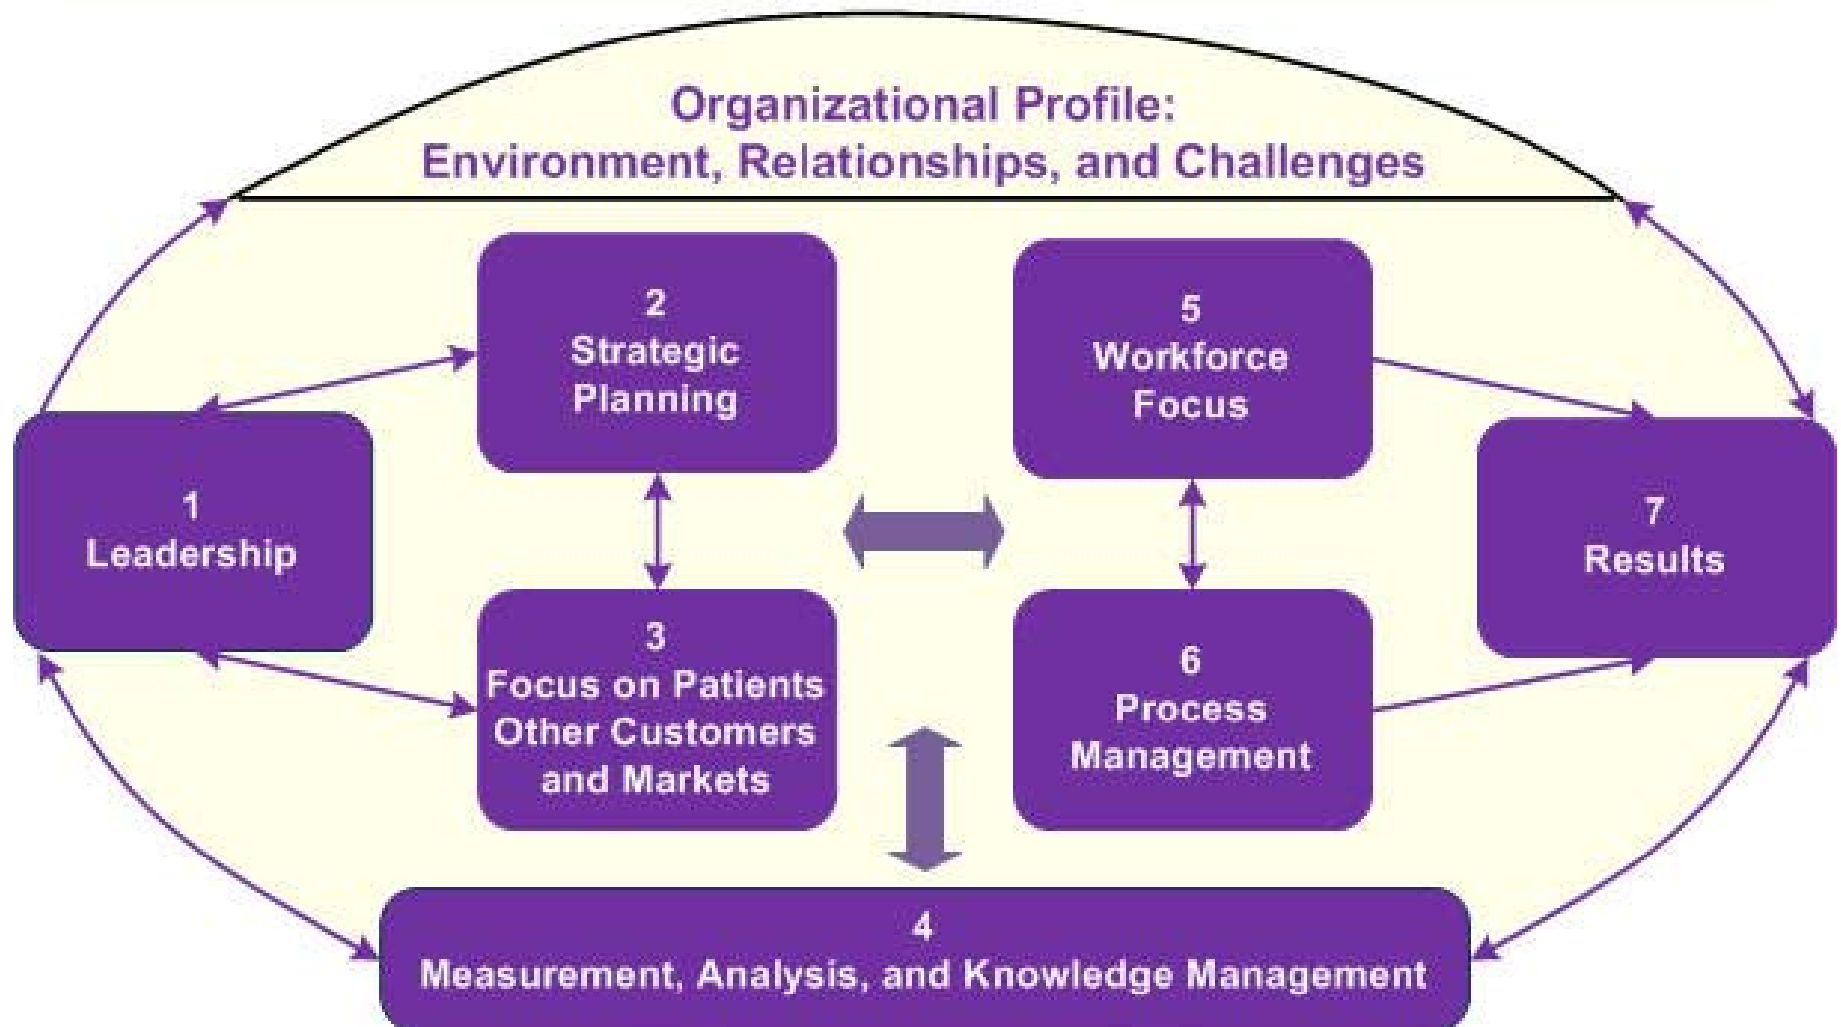 Organizational Profile:
Environment, Relationships, and Challenges
2
Strategic
Planning
5
Workforce
Focus
1
Leadership
7
Results
3
Focus on Patients
Other Customers
and Markets
6
Process
Management
4
Measurement, Analysis, and Knowledge Management